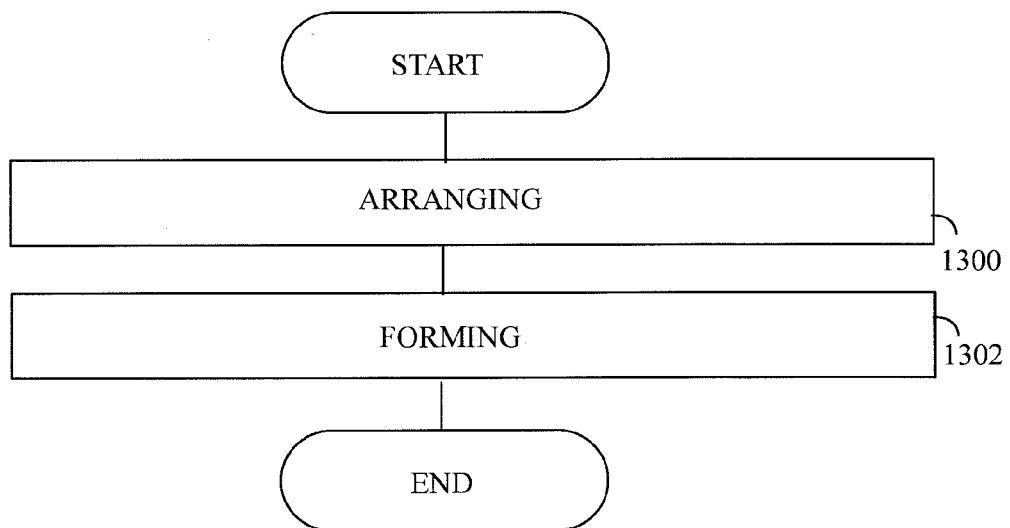 START
ARRANGING
1300
FORMING
1302
END